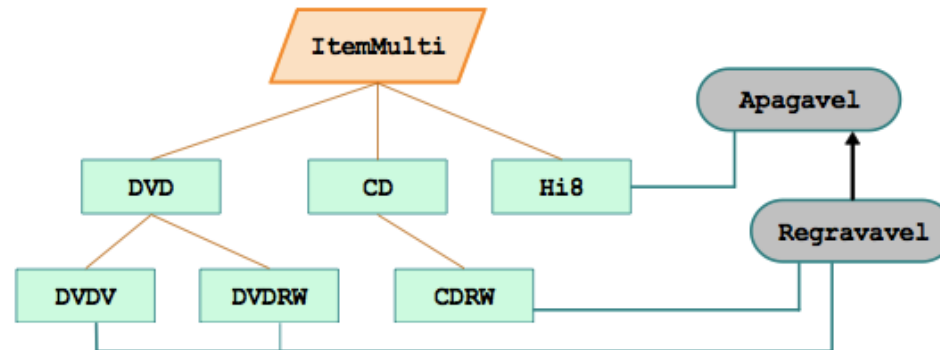 ItemMulti
Apagavel
DVD
CD
Hi8
Regravavel
DVDV
DVDRW
CDRW